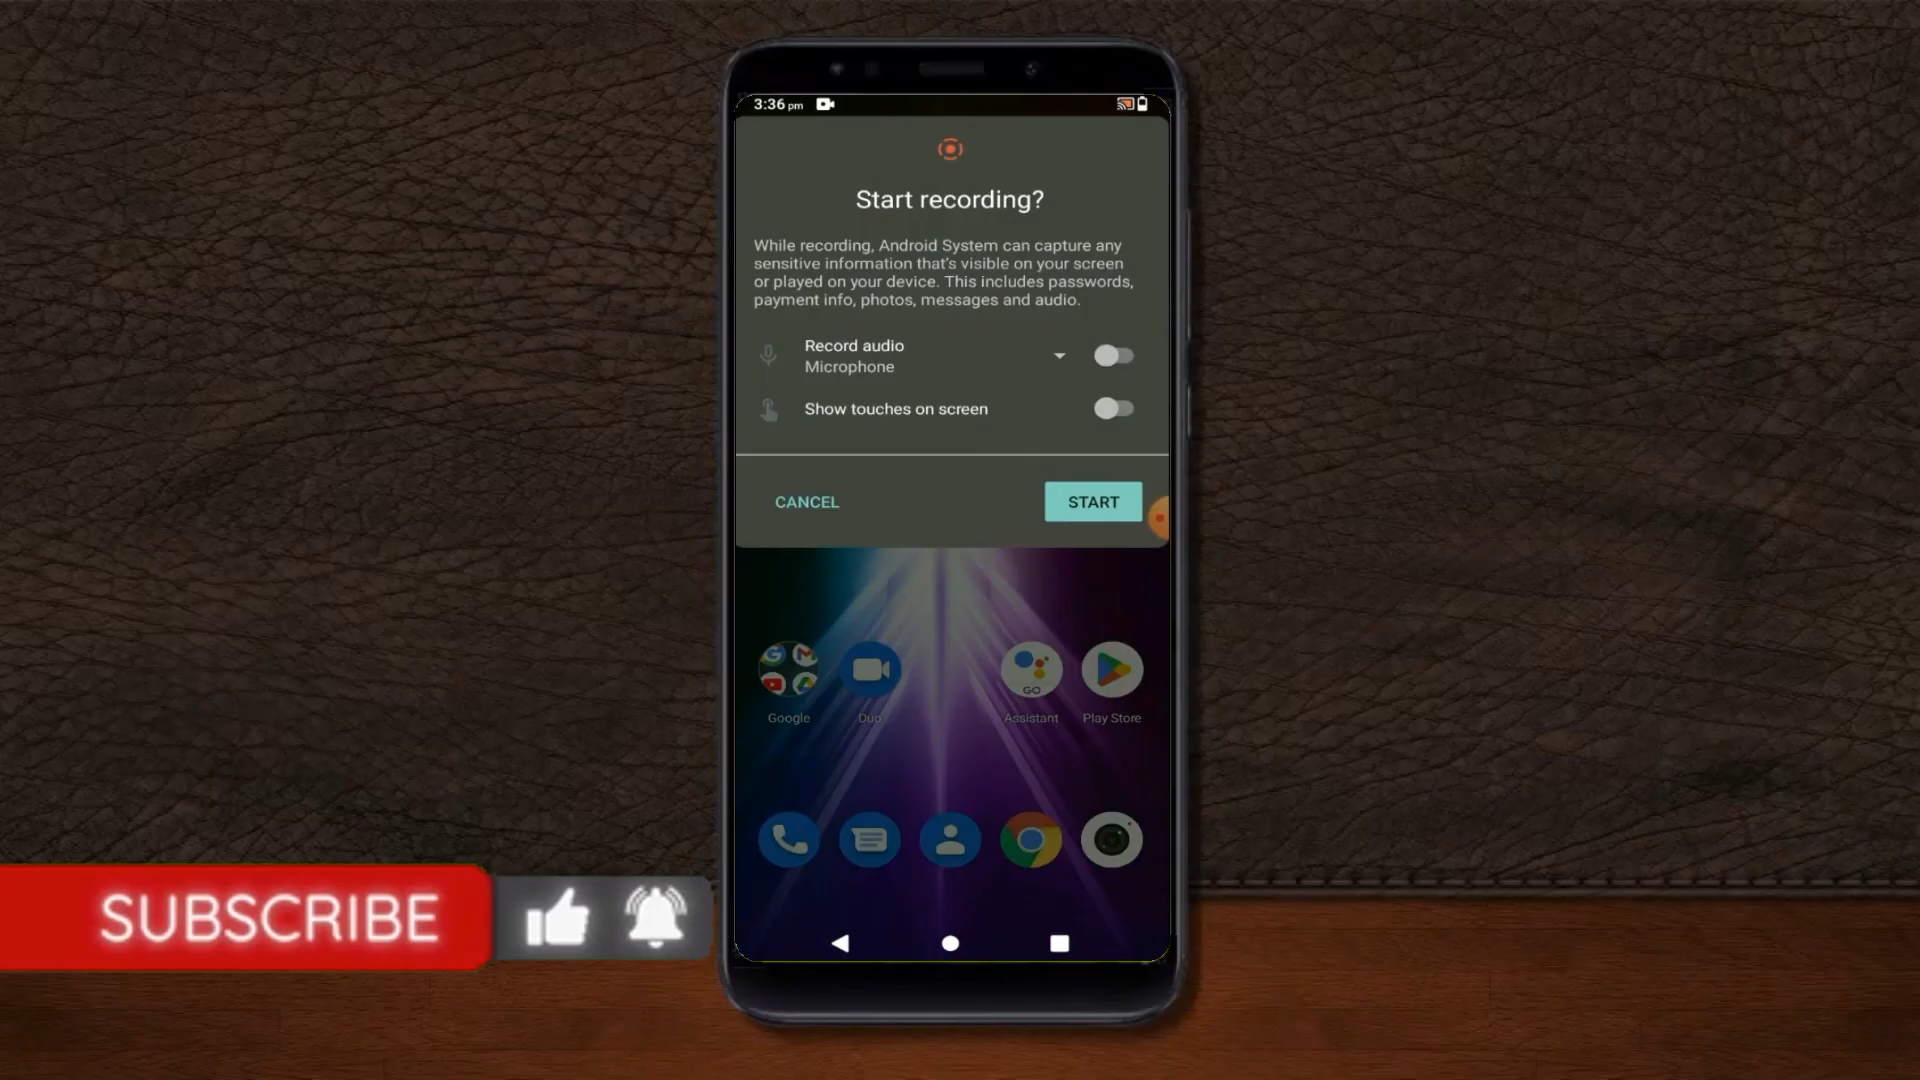 3:36 pm
Start recording?
While recording, Android System can capture any
sensitive information that's visible on your screen
or played on your device. This includes passwords,
payment info, photos, messages and audio.
Record audio
Microphone
Show touches on screen
CANCEL
START
GO
Google
Duo
Assistant
Play Store
SUBSCRIBE